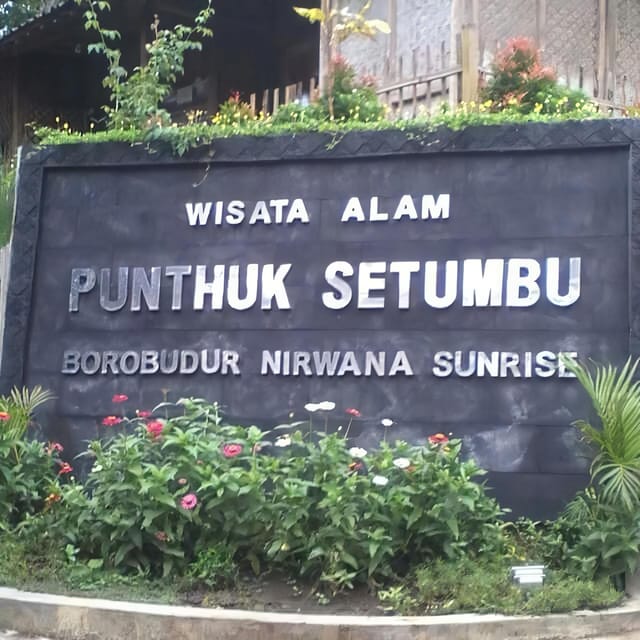 WISATA ALAM
PUNTHUK SETUMBU
BOROBUDUR NIRWANA SUNRISE